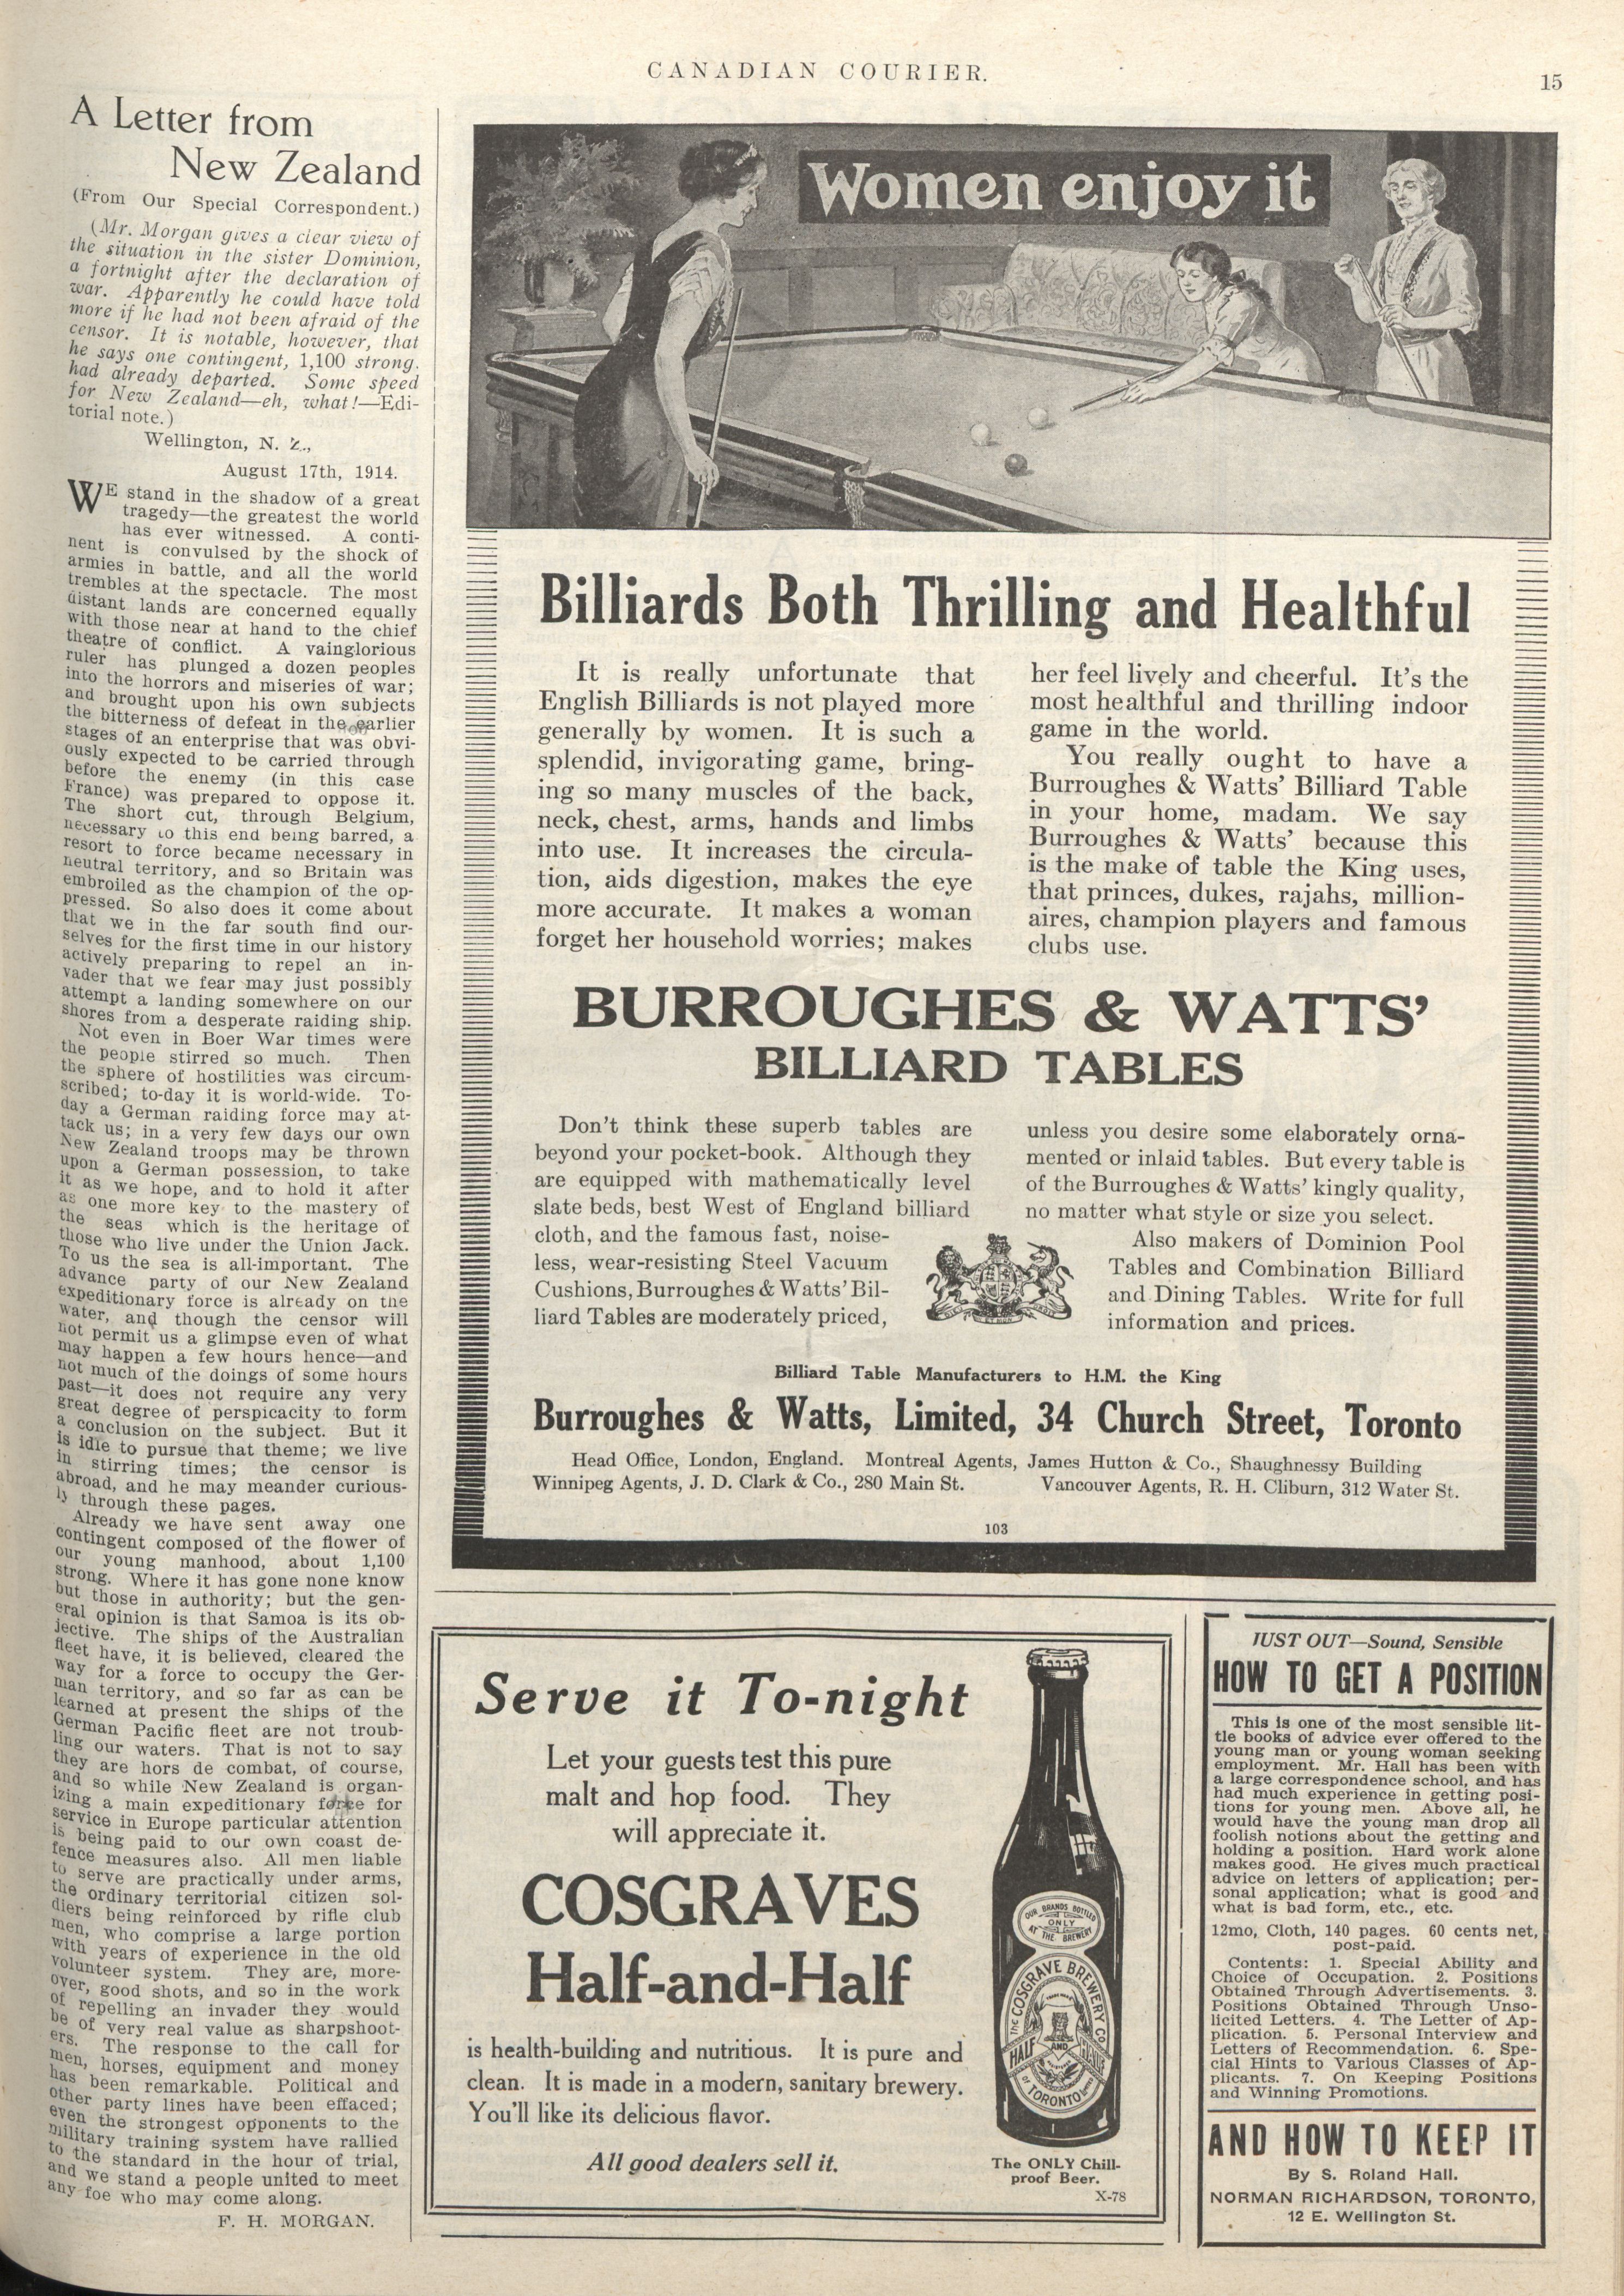 CANADIAN COURIER.
15
A Letter from
New Zealand
(From Our Special Correspondent.)
(Mr. Morgan gives a clear view of
the situation in the sister Dominion,
a fortnight after the declaration of
war. Apparently he could have told
more if he had not been afraid of the
censor. It is notable, however, that
he says one contingent, 1,100 strong,
had already departed. Some speed
for New Zealand—eh, what!—Edi-
torial note.)
Wellington, N. Z.,
August 17th, 1914.
WE stand in the shadow of a great
tragedy—the greatest the world
has ever witnessed. A conti-
nent is convulsed by the shock of
armies in battle, and all the world
trembles at the spectacle. The most
distant lands are concerned equally
with those near at hand to the chief
theatre of conflict. A vainglorious
ruler has plunged a dozen peoples
into the horrors and miseries of war;
and brought upon his own subjects
the bitterness of defeat in the earlier
stages of an enterprise that was obvi-
ously expected to be carried through
before the enemy (in this case
France) was prepared to oppose it.
The short cut, through Belgium,
necessary to this end being barred, a
resort to force became necessary in
neutral territory, and so Britain was
embroiled as the champion of the op-
pressed. So also does it come about
that we in the far south find our-
selves for the first time in our history
actively preparing to repel an in-
vader that we fear may just possibly
attempt a landing somewhere on our
shores from a desperate raiding ship.
Not even in Boer War times were
the people stirred so much. Then
the sphere of hostilities was circum-
scribed; to-day it is world-wide. To-
day a German raiding force may at-
tack us; in a very few days our own
New Zealand troops may be thrown
upon a German possession, to take
it as we hope, and to hold it after
as one more key to the mastery of
the seas which is the heritage of
those who live under the Union Jack.
To us the sea is all-important. The
advance party of our New Zealand
expeditionary force is already on the
water, and though the censor will
not permit us a glimpse even of what
may happen a few hours hence—and
not much of the doings of some hours
past—it does not require any very
great degree of perspicacity to form
a conclusion on the subject. But it
is idle to pursue that theme; we live
in stirring times; the censor is
abroad, and he may meander curious-
ly through these pages.
Already we have sent away one
contingent composed of the flower of
our young manhood, about 1,100
strong. Where it has gone none know
but those in authority; but the gen-
eral opinion is that Samoa is its ob-
jective. The ships of the Australian
fleet have, it is believed, cleared the
way for a force to occupy the Ger-
man territory, and so far as can be
learned at present the ships of the
German Pacific fleet are not troub-
ling our waters. That is not to say
they are hors de combat, of course,
and so while New Zealand is organ-
izing a main expeditionary force for
service in Europe particular attention
is being paid to our own coast de-
fence measures also. All men liable
to serve are practically under arms,
the ordinary territorial citizen sol-
diers being reinforced by rifle club
men, who comprise a large portion
with years of experience in the old
volunteer system. They are, more-
over, good shots, and so in the work
of repelling an invader they would
be of very real value as sharpshoot-
ers. The response to the call for
men, horses, equipment and money
has been remarkable. Political and
other party lines have been effaced;
even the strongest opponents to the
military training system have rallied
to the standard in the hour of trial,
and we stand a people united to meet
any foe who may come along.
F. H. MORGAN.
Women enjoy it
Billiards Both Thrilling and Healthful
It is really unfortunate that
English Billiards is not played more
generally by women. It is such a
splendid, invigorating game, bring-
ing so many muscles of the back,
neck, chest, arms, hands and limbs
into use. It increases the circula-
tion, aids digestion, makes the eye
more accurate. It makes a woman
forget her household worries; makes
her feel lively and cheerful. It's the
most healthful and thrilling indoor
game in the world.
You really ought to have a
Burroughes & Watts' Billiard Table
in your home, madam. We say
Burroughes & Watts' because this
is the make of table the King uses,
that princes, dukes, rajahs, million-
aires, champion players and famous
clubs use.
BURROUGHES & WATTS'
BILLIARD TABLES
Don't think these superb tables are
beyond your pocket-book. Although they
are equipped with mathematically level
slate beds, best West of England billiard
cloth, and the famous fast, noise-
less, wear-resisting Steel Vacuum
Cushions, Burroughes & Watts' Bil-
liard Tables are moderately priced,
unless you desire some elaborately orna-
mented or inlaid tables. But every table is
of the Burroughes & Watts' kingly quality,
no matter what style or size you select.
Also makers of Dominion Pool
Tables and Combination Billiard
and Dining Tables. Write for full
information and prices.
Billiard Table Manufacturers to H.M. the King
Burroughes & Watts, Limited, 34 Church Street, Toronto
Head Office, London, England. Montreal Agents, James Hutton & Co., Shaughnessy Building
Winnipeg Agents, J. D. Clark & Co., 280 Main St. Vancouver Agents, R. H. Cliburn, 312 Water St.
103
Serve it To-night
Let your guests test this pure
malt and hop food. They
will appreciate it.
COSGRAVES
Half-and-Half
is health-building and nutritious. It is pure and
clean. It is made in a modern, sanitary brewery.
You'll like its delicious flavor.
All good dealers sell it.
OUR BRANDS BOTTLED
ONLY
AT THE BREWERY
THE COSGRAVE BREWERY CO
HALF AND HALF
OF TORONTO
The ONLY Chill-
proof Beer.
X-78
JUST OUT—Sound, Sensible
HOW TO GET A POSITION
This is one of the most sensible lit-
tle books of advice ever offered to the
young man or young woman seeking
employment. Mr. Hall has been with
a large correspondence school, and has
had much experience in getting posi-
tions for young men. Above all, he
would have the young man drop all
foolish notions about the getting and
holding a position. Hard work alone
makes good. He gives much practical
advice on letters of application; per-
sonal application; what is good and
what is bad form, etc., etc.
12mo, Cloth, 140 pages. 60 cents net,
post-paid.
Contents: 1. Special Ability and
Choice of Occupation. 2. Positions
Obtained Through Advertisements. 3.
Positions Obtained Through Unso-
licited Letters. 4. The Letter of Ap-
plication. 5. Personal Interview and
Letters of Recommendation. 6. Spe-
cial Hints to Various Classes of Ap-
plicants. 7. On Keeping Positions
and Winning Promotions.
AND HOW TO KEEP IT
By S. Roland Hall.
NORMAN RICHARDSON, TORONTO,
12 E. Wellington St.